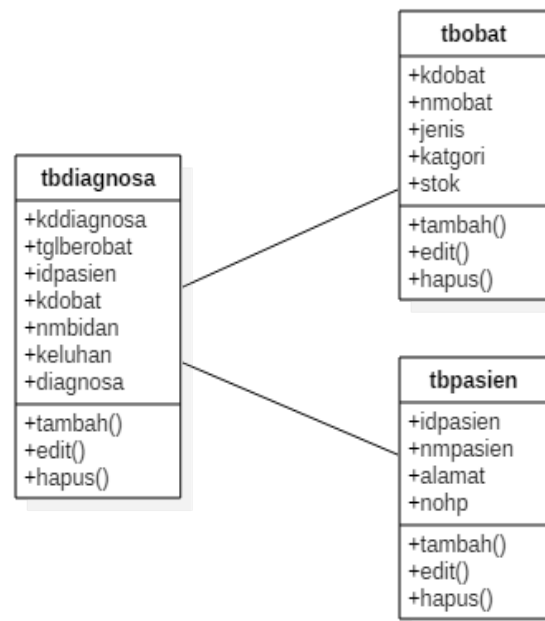 tbobat
+kdobat
+nmobat
+jenis
+katgori
+stok
+tambah()
+edit()
+hapus()
tbdiagnosa
+kddiagnosa
+tglberobat
+idpasien
+kdobat
+nmbidan
+keluhan
+diagnosa
+tambah()
+edit()
+hapus()
tbpasien
+idpasien
+nmpasien
+alamat
+nohp
+tambah()
+edit()
+hapus()